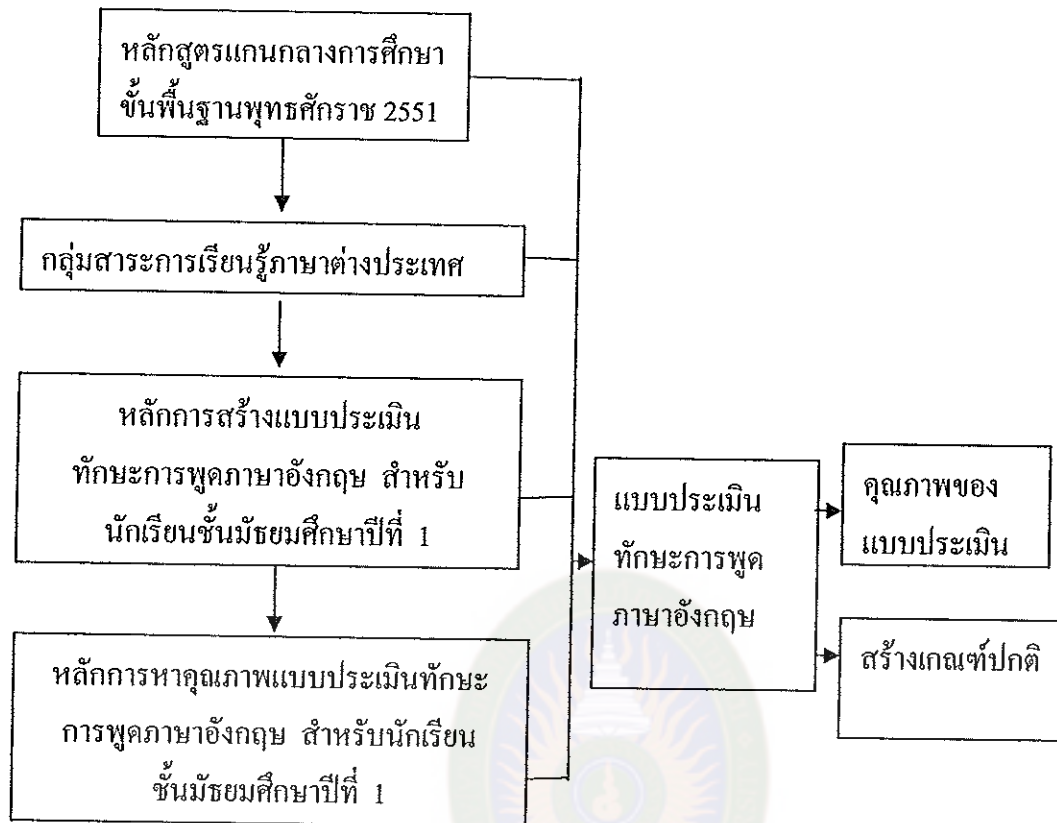 หลักสูตรแกนกลางการศึกษา
ขั้นพื้นฐานพุทธศักราช 2551
กลุ่มสาระการเรียนรู้ภาษาต่างประเทศ
หลักการสร้างแบบประเมิน
ทักษะการพูดภาษาอังกฤษ สำหรับ
นักเรียนชั้นมัธยมศึกษาปีที่ 1
หลักการหาคุณภาพแบบประเมินทักษะ
การพูดภาษาอังกฤษ สำหรับนักเรียน
ชั้นมัธยมศึกษาปีที่ 1
แบบประเมิน
ทักษะการพูด
ภาษาอังกฤษ
คุณภาพของ
แบบประเมิน
สร้างเกณฑ์ปกติ